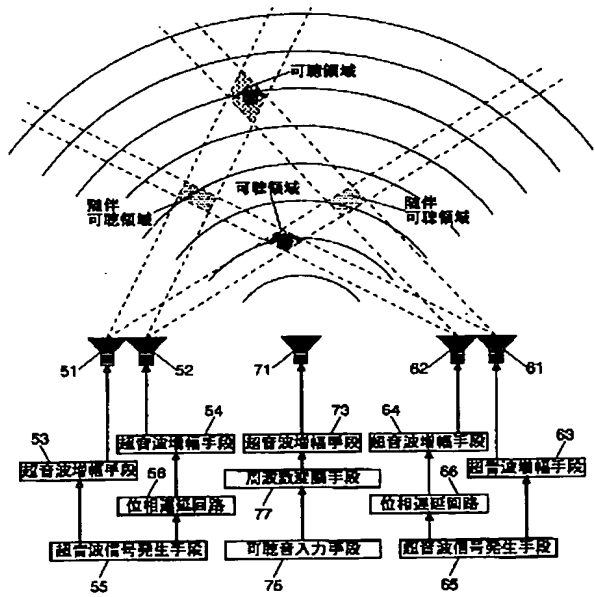 可聴領域
可聴領域
随伴
可聴領域
随伴
可聴領域
51
52
71
62
61
54
73
64
53
63
超音波増幅手段
超音波増幅手段
超音波増幅手段
超音波増幅手段
超音波増幅手段
56
周波数変調手段
66
77
位相遅延回路
位相遅延回路
超音波信号発生手段
可聴音入力手段
超音波信号発生手段
55
75
65